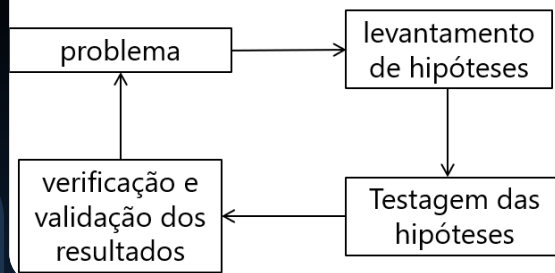 problema
levantamento
de hipóteses
Testagem das
hipóteses
verificação e
validação dos
resultados